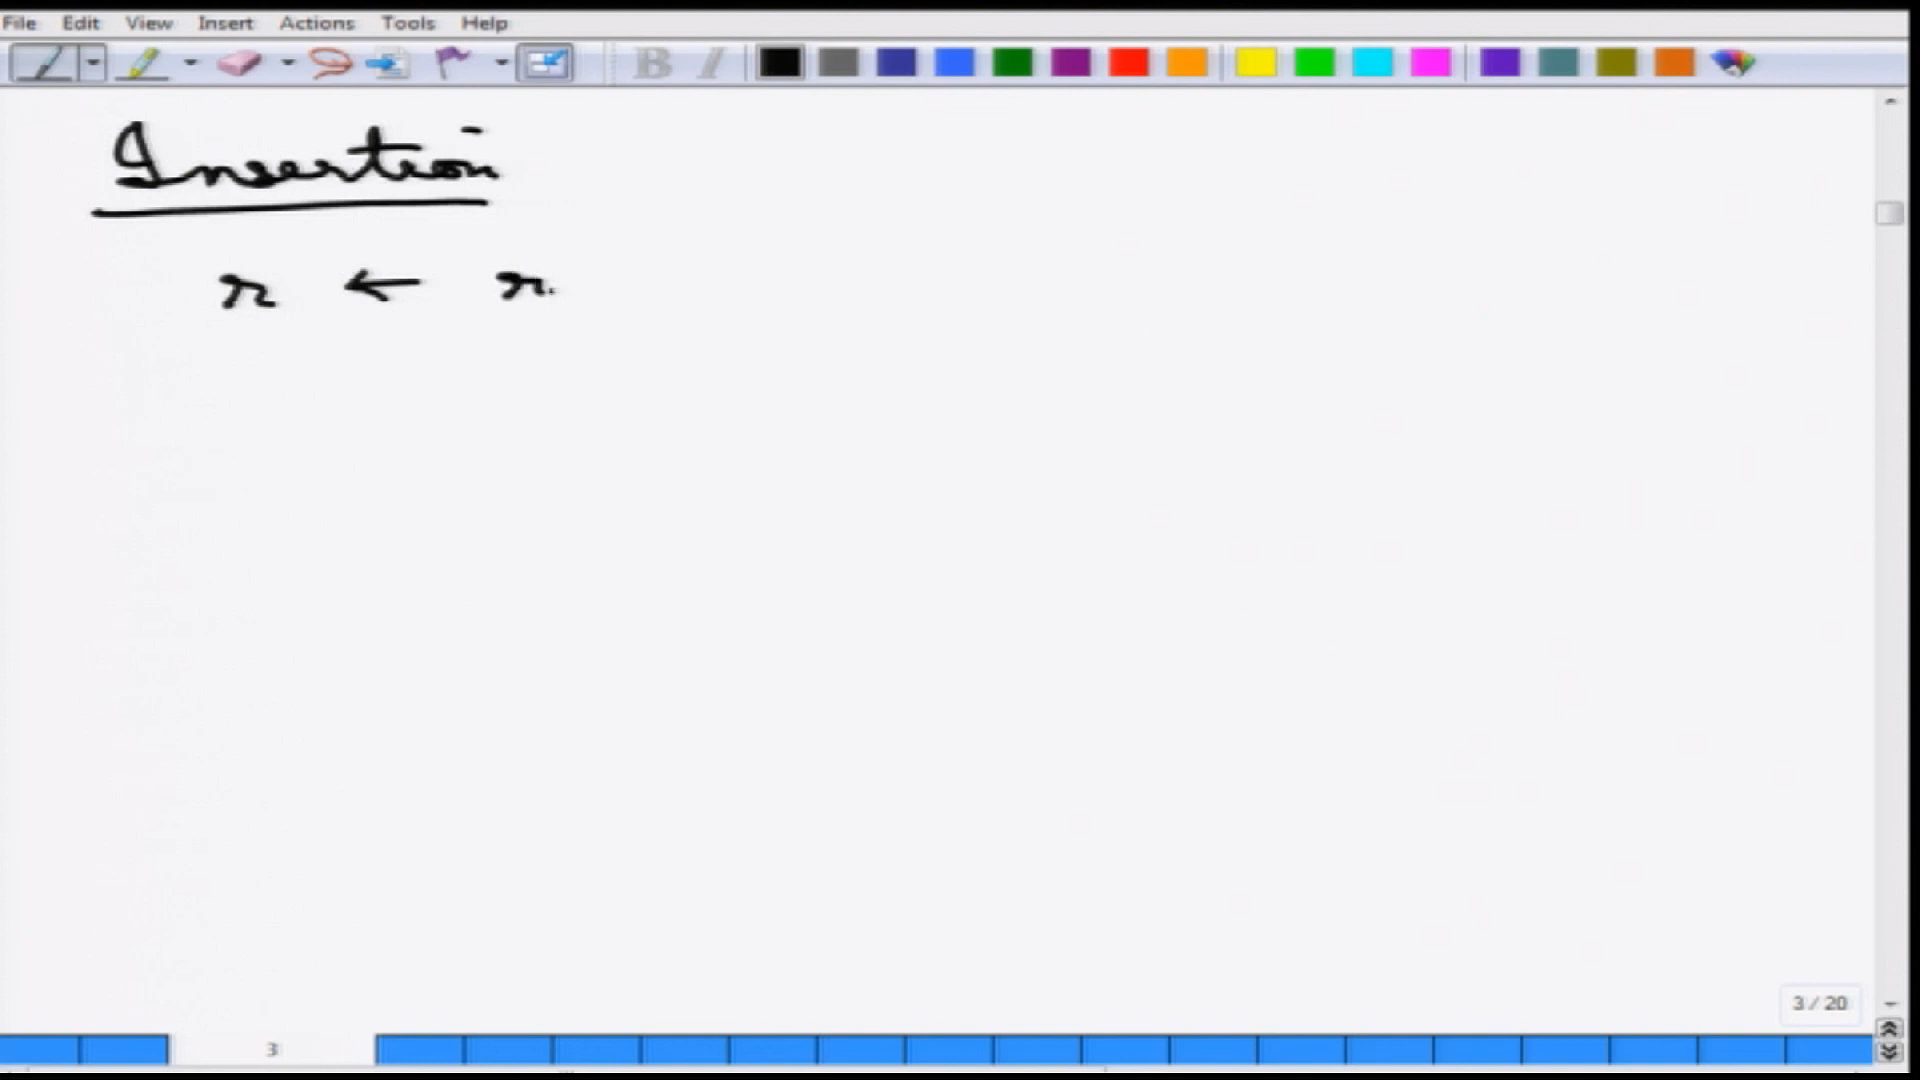 File Edit View Insert Actions Tools Help
B I
Insertion
r ← r
3 / 20
3